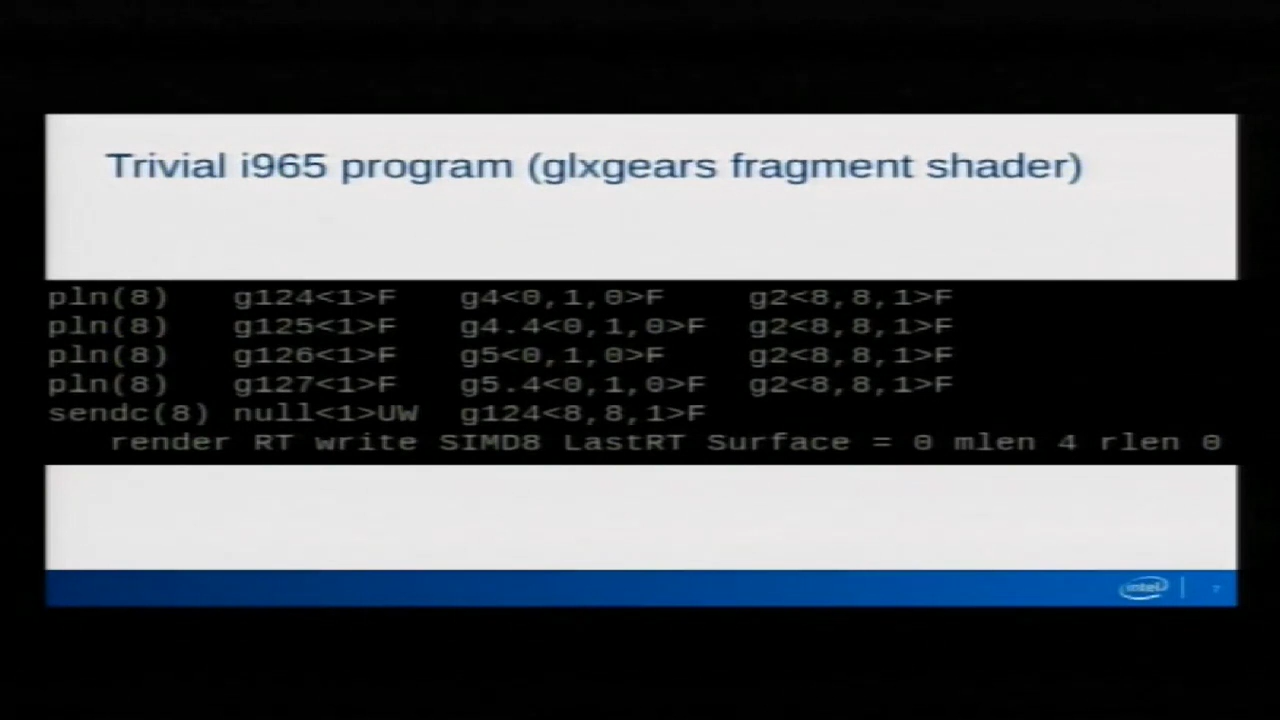 Trivial i965 program (glxgears fragment shader)
pln(8) g124<1>F g4<0,1,0>F g2<8,8,1>F
pln(8) g125<1>F g4.4<0,1,0>F g2<8,8,1>F
pln(8) g126<1>F g5<0,1,0>F g2<8,8,1>F
pln(8) g127<1>F g5.4<0,1,0>F g2<8,8,1>F
sendc(8) null<1>UW g124<8,8,1>F
render RT write SIMD8 LastRT Surface = 0 mlen 4 rlen 0
intel